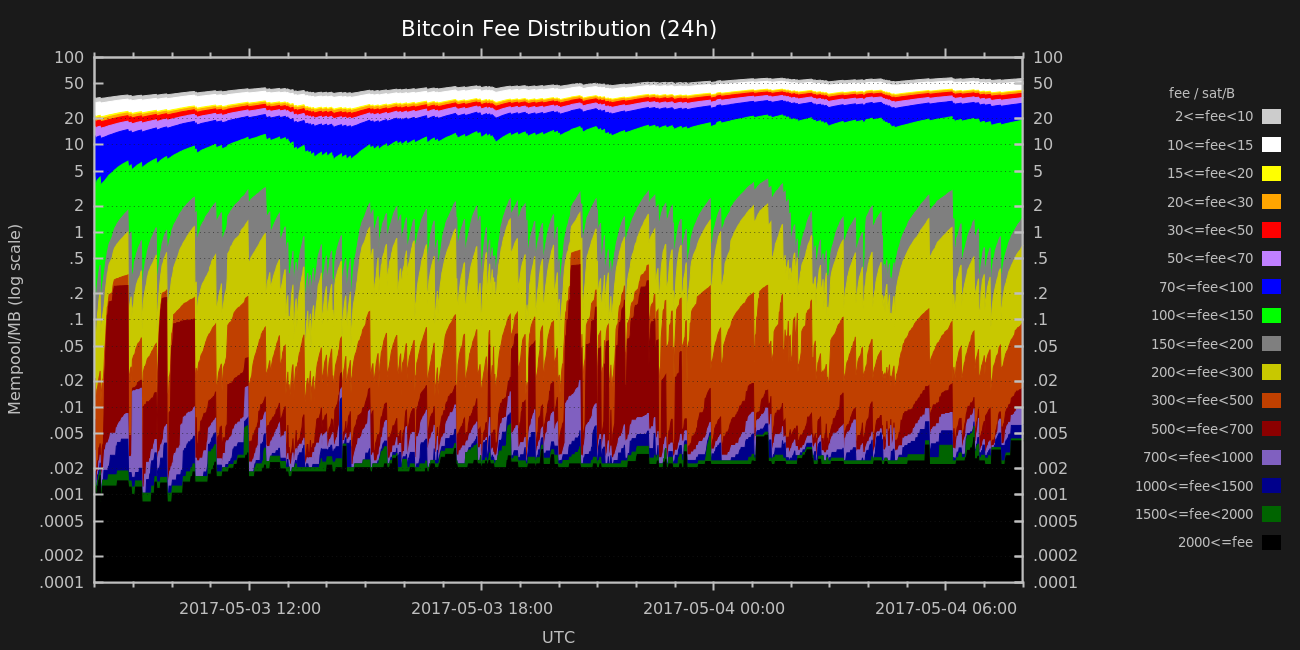 Bitcoin Fee Distribution (24h)
Mempool/MB (log scale)
100
50
20
10
5
2
1
.5
.2
.1
.05
.02
.01
.005
.002
.001
.0005
.0002
.0001
100
50
20
10
5
2
1
.5
.2
.1
.05
.02
.01
.005
.002
.001
.0005
.0002
.0001
2017-05-03 12:00
2017-05-03 18:00
2017-05-04 00:00
2017-05-04 06:00
UTC
fee / sat/B
2<=fee<10
10<=fee<15
15<=fee<20
20<=fee<30
30<=fee<50
50<=fee<70
70<=fee<100
100<=fee<150
150<=fee<200
200<=fee<300
300<=fee<500
500<=fee<700
700<=fee<1000
1000<=fee<1500
1500<=fee<2000
2000<=fee